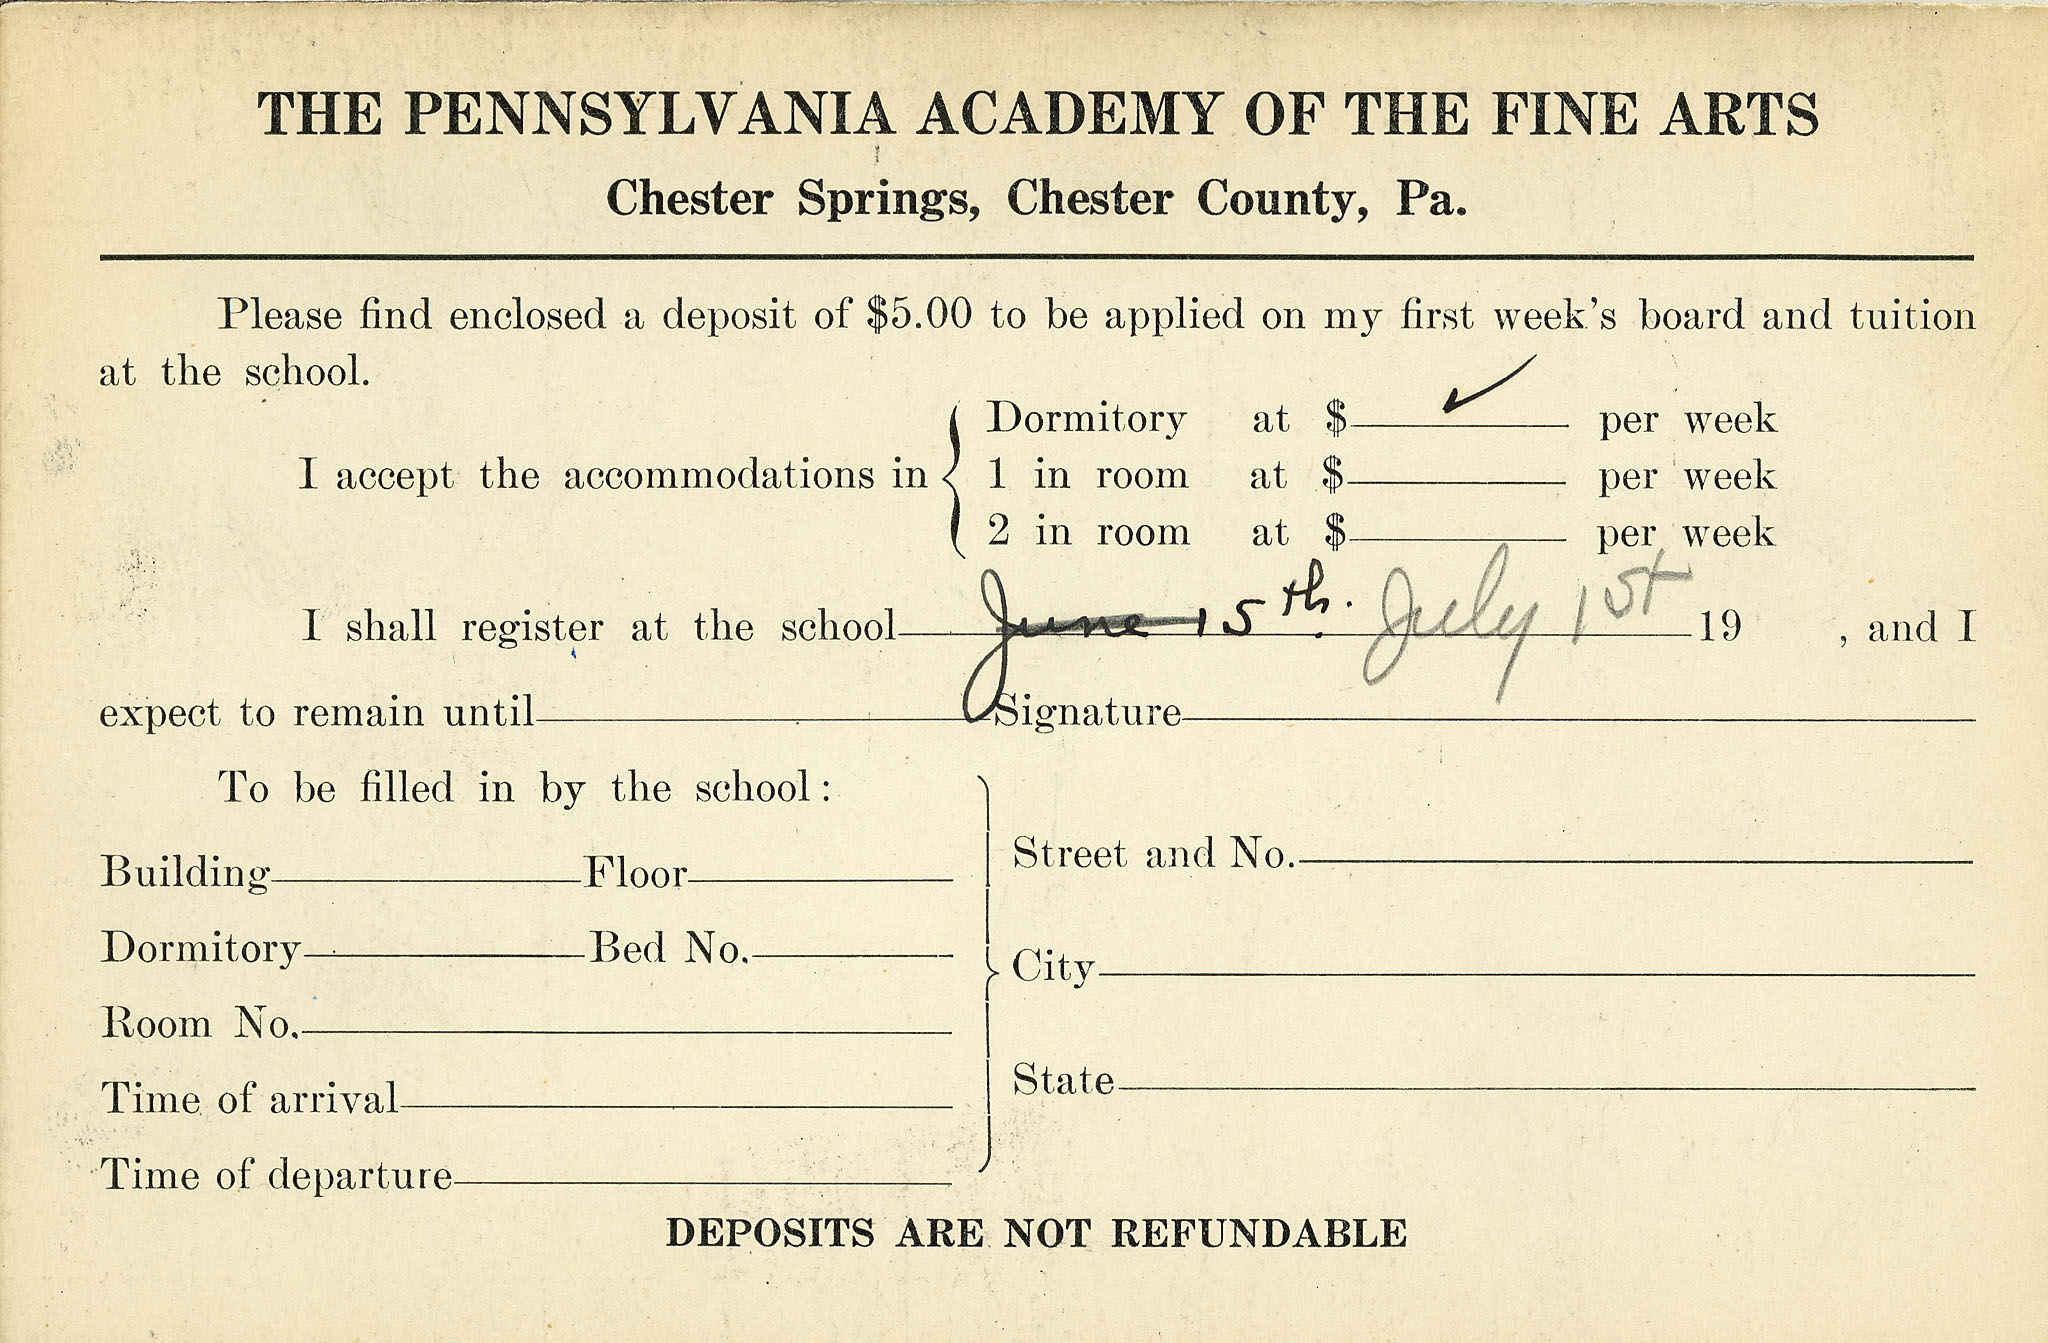 THE PENNSYLVANIA ACADEMY OF THE FINE ARTS
Chester Springs, Chester County, Pa.
Please find enclosed a deposit of $5.00 to be applied on my first week's board and tuition
at the school.
I accept the accommodations in
Dormitory at $ ✓ per week
1 in room at $ per week
2 in room at $ per week
I shall register at the school June 15th. July 1st 19 , and I
expect to remain until Signature
To be filled in by the school:
Building Floor
Dormitory Bed No.
Room No.
Time of arrival
Time of departure
Street and No.
City
State
DEPOSITS ARE NOT REFUNDABLE